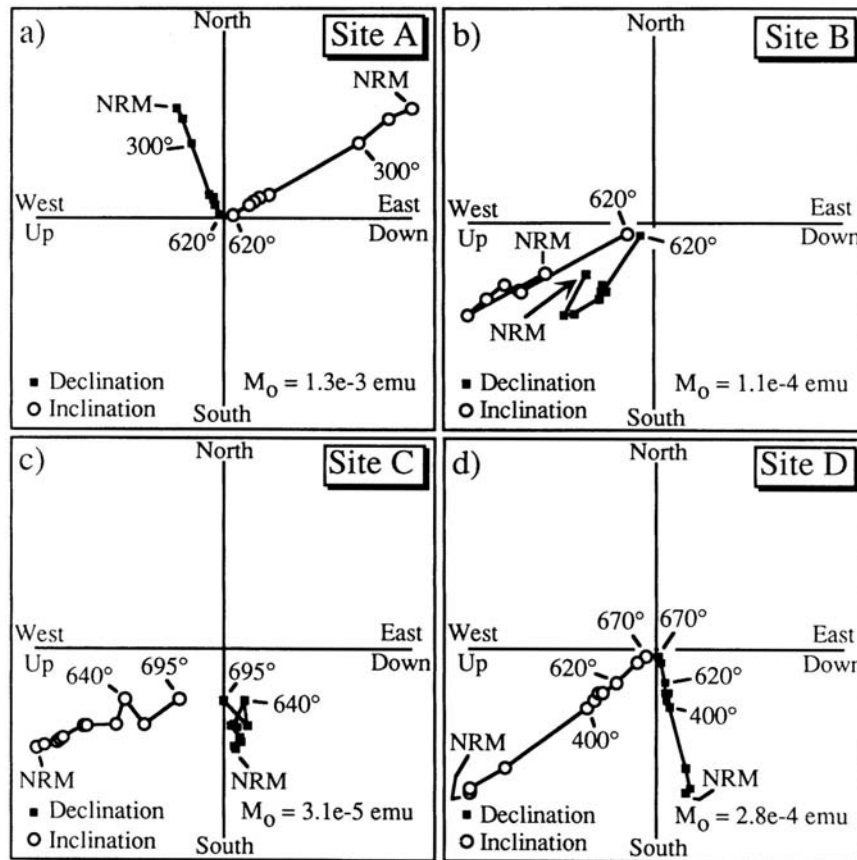 a)
North
Site A
NRM
NRM
300°
300°
West
East
Up
Down
620°
620°
Declination
Inclination
M₀ = 1.3e-3 emu
South
b)
North
Site B
620°
West
East
Up
NRM
620°
Down
NRM
Declination
Inclination
M₀ = 1.1e-4 emu
South
c)
North
Site C
West
East
Up
640°
695°
695°
640°
Down
NRM
NRM
Declination
Inclination
M₀ = 3.1e-5 emu
South
d)
North
Site D
670°
670°
West
East
Up
620°
620°
Down
400°
400°
NRM
NRM
Declination
Inclination
M₀ = 2.8e-4 emu
South